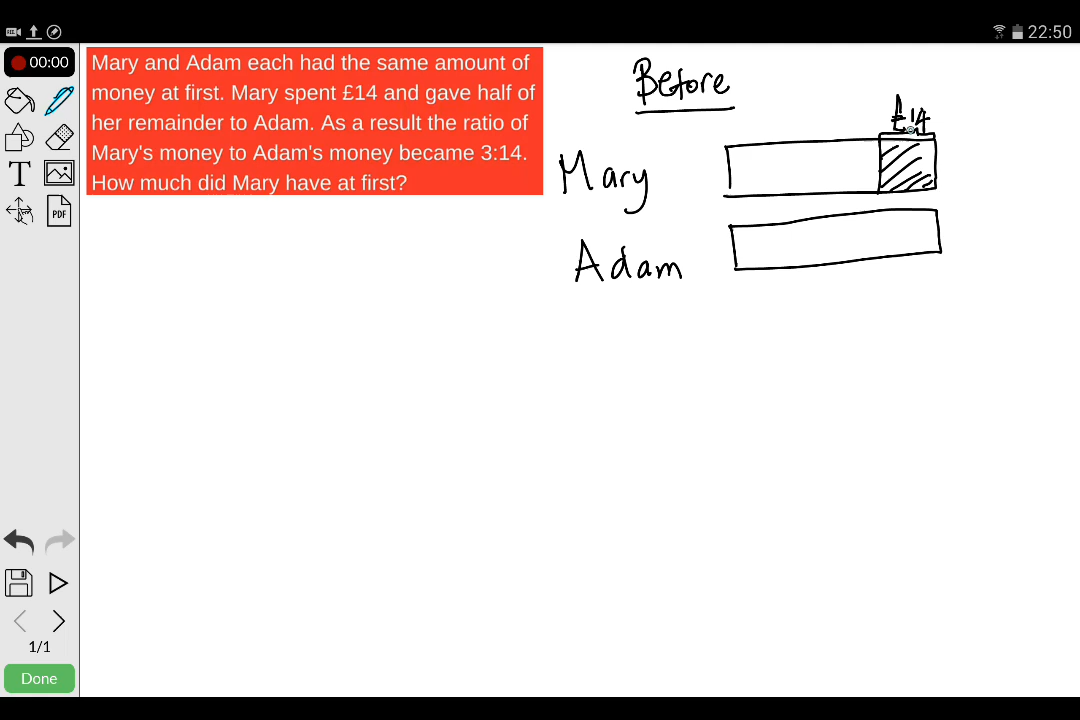 22:50
00:00
Mary and Adam each had the same amount of
money at first. Mary spent £14 and gave half of
her remainder to Adam. As a result the ratio of
Mary's money to Adam's money became 3:14.
How much did Mary have at first?
Before
£14
Mary
Adam
T
PDF
1/1
Done